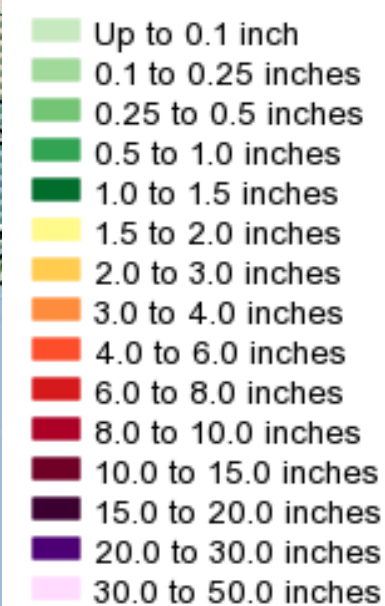 Up to 0.1 inch
0.1 to 0.25 inches
0.25 to 0.5 inches
0.5 to 1.0 inches
1.0 to 1.5 inches
1.5 to 2.0 inches
2.0 to 3.0 inches
3.0 to 4.0 inches
4.0 to 6.0 inches
6.0 to 8.0 inches
8.0 to 10.0 inches
10.0 to 15.0 inches
15.0 to 20.0 inches
20.0 to 30.0 inches
30.0 to 50.0 inches